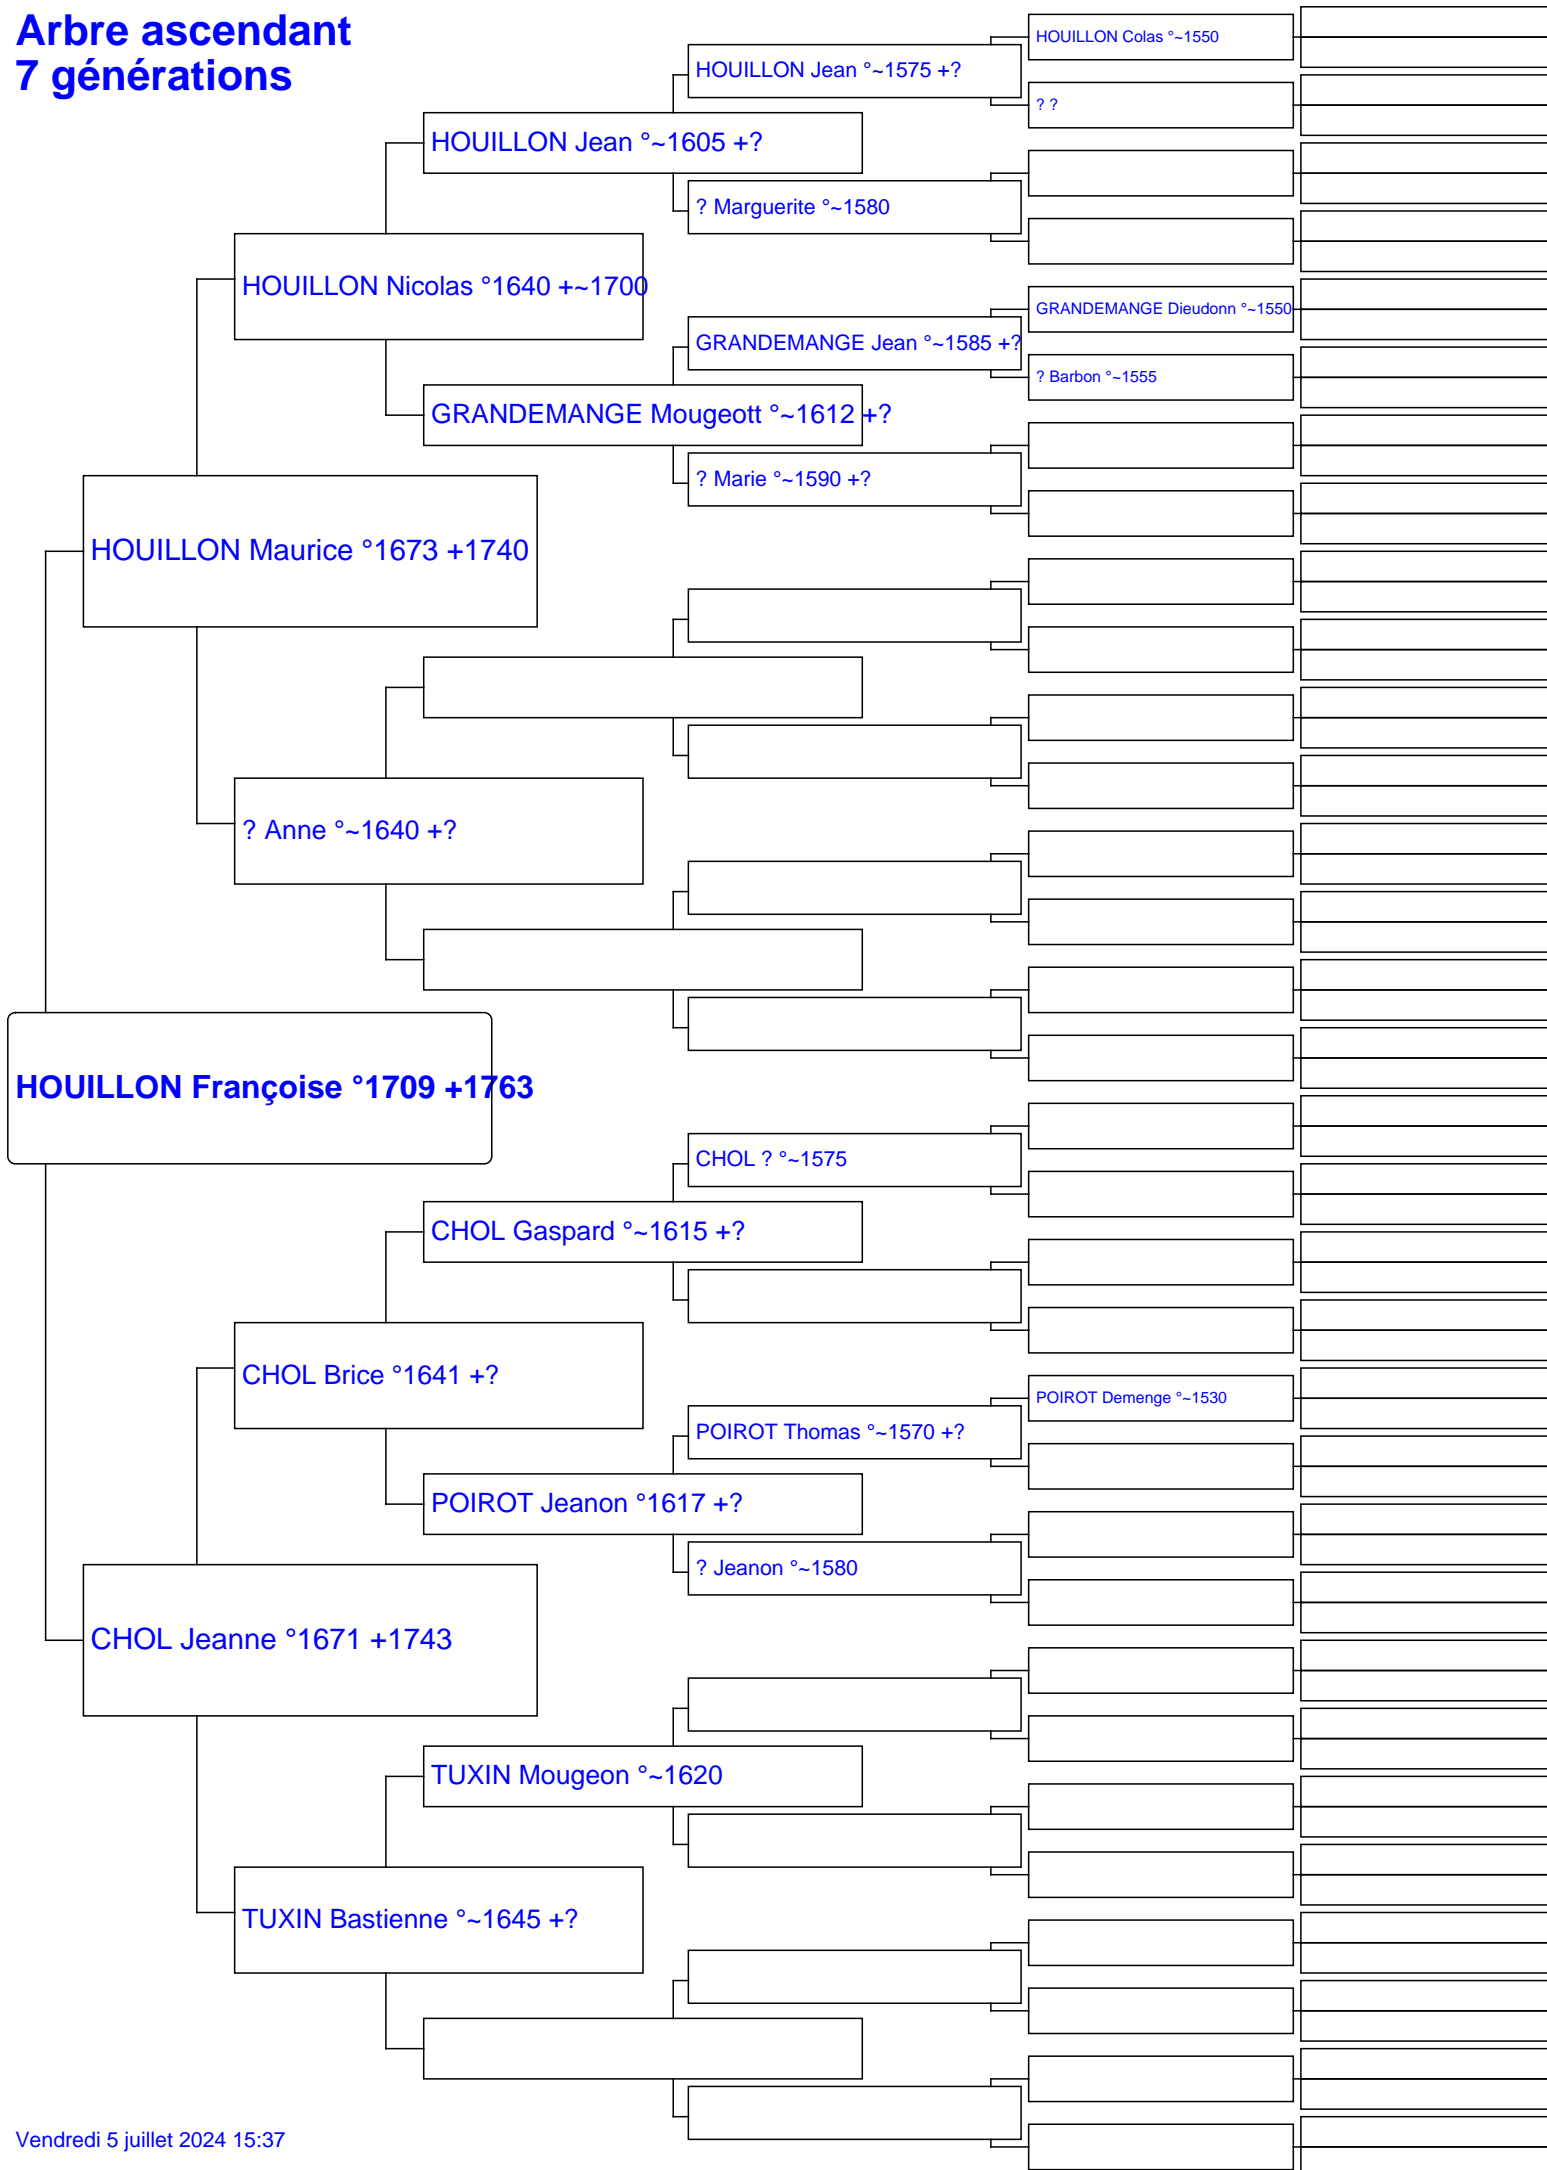 Arbre ascendant
7 générations
HOUILLON Colas °~1550
HOUILLON Jean °~1575 +?
? ?
HOUILLON Jean °~1605 +?
? Marguerite °~1580
HOUILLON Nicolas °1640 +~1700
GRANDEMANGE Dieudonn °~1550
GRANDEMANGE Jean °~1585 +?
? Barbon °~1555
GRANDEMANGE Mougeott °~1612 +?
? Marie °~1590 +?
HOUILLON Maurice °1673 +1740
? Anne °~1640 +?
HOUILLON Françoise °1709 +1763
CHOL ? °~1575
CHOL Gaspard °~1615 +?
CHOL Brice °1641 +?
POIROT Demenge °~1530
POIROT Thomas °~1570 +?
POIROT Jeanon °1617 +?
? Jeanon °~1580
CHOL Jeanne °1671 +1743
TUXIN Mougeon °~1620
TUXIN Bastienne °~1645 +?
Vendredi 5 juillet 2024 15:37